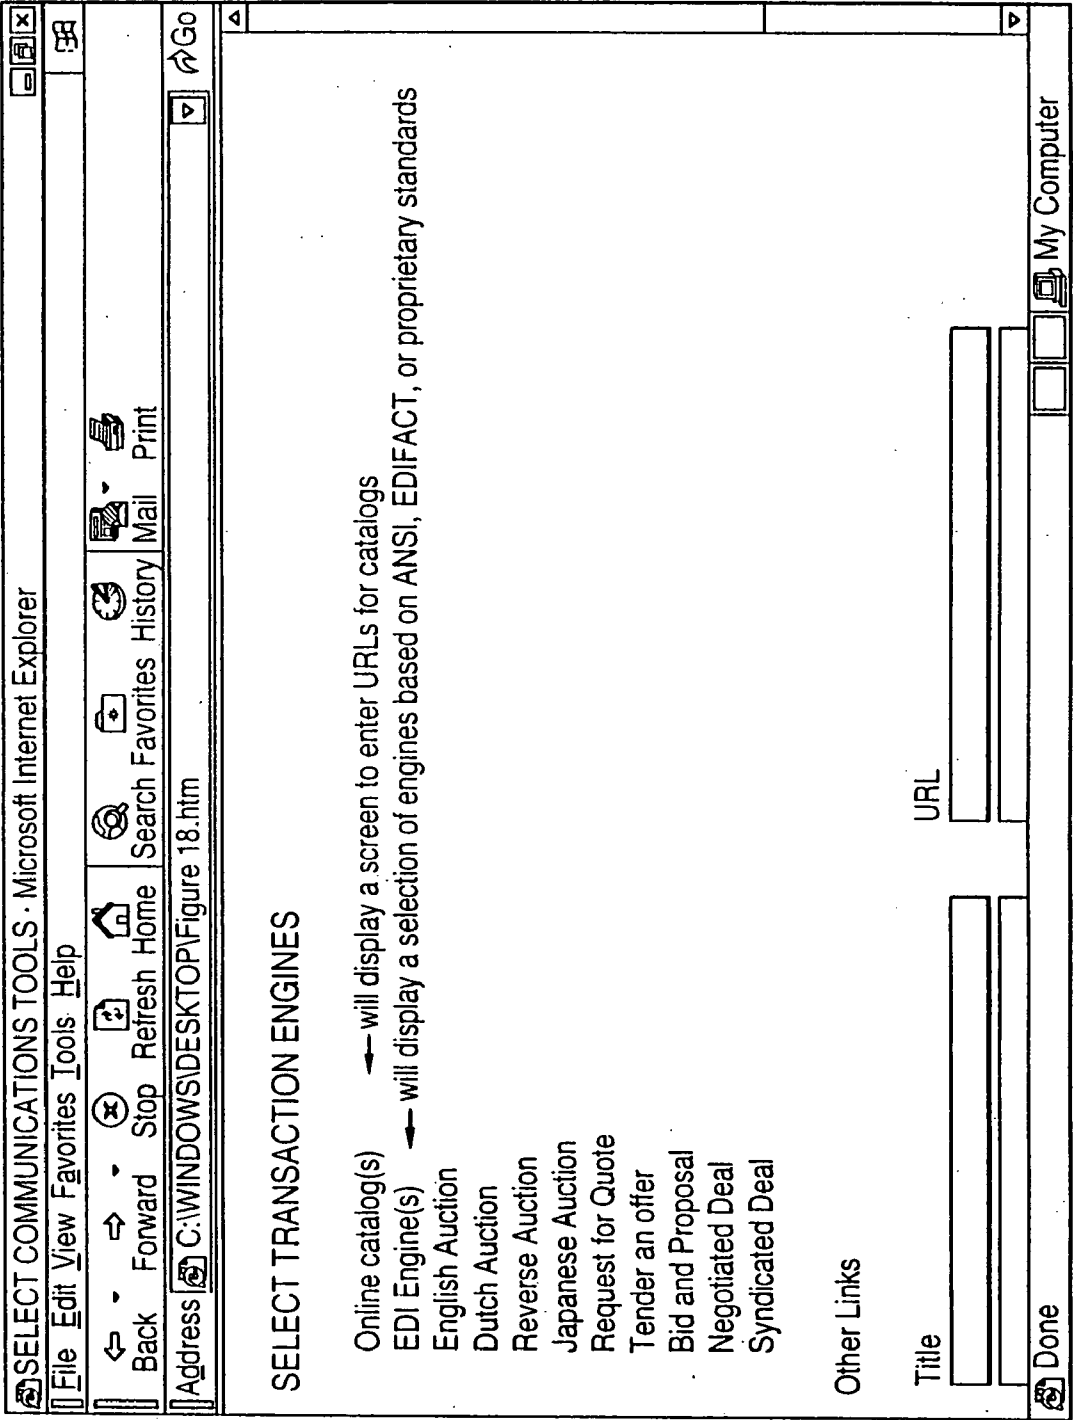 SELECT COMMUNICATIONS TOOLS - Microsoft Internet Explorer
File Edit View Favorites Tools Help
Back Forward Stop Refresh Home Search Favorites History Mail Print
Address C:\WINDOWS\DESKTOP\Figure 18.htm Go
SELECT TRANSACTION ENGINES
Online catalog(s) ← will display a screen to enter URLs for catalogs
EDI Engine(s) ← will display a selection of engines based on ANSI, EDIFACT, or proprietary standards
English Auction
Dutch Auction
Reverse Auction
Japanese Auction
Request for Quote
Tender an offer
Bid and Proposal
Negotiated Deal
Syndicated Deal
Other Links
Title URL
Done My Computer